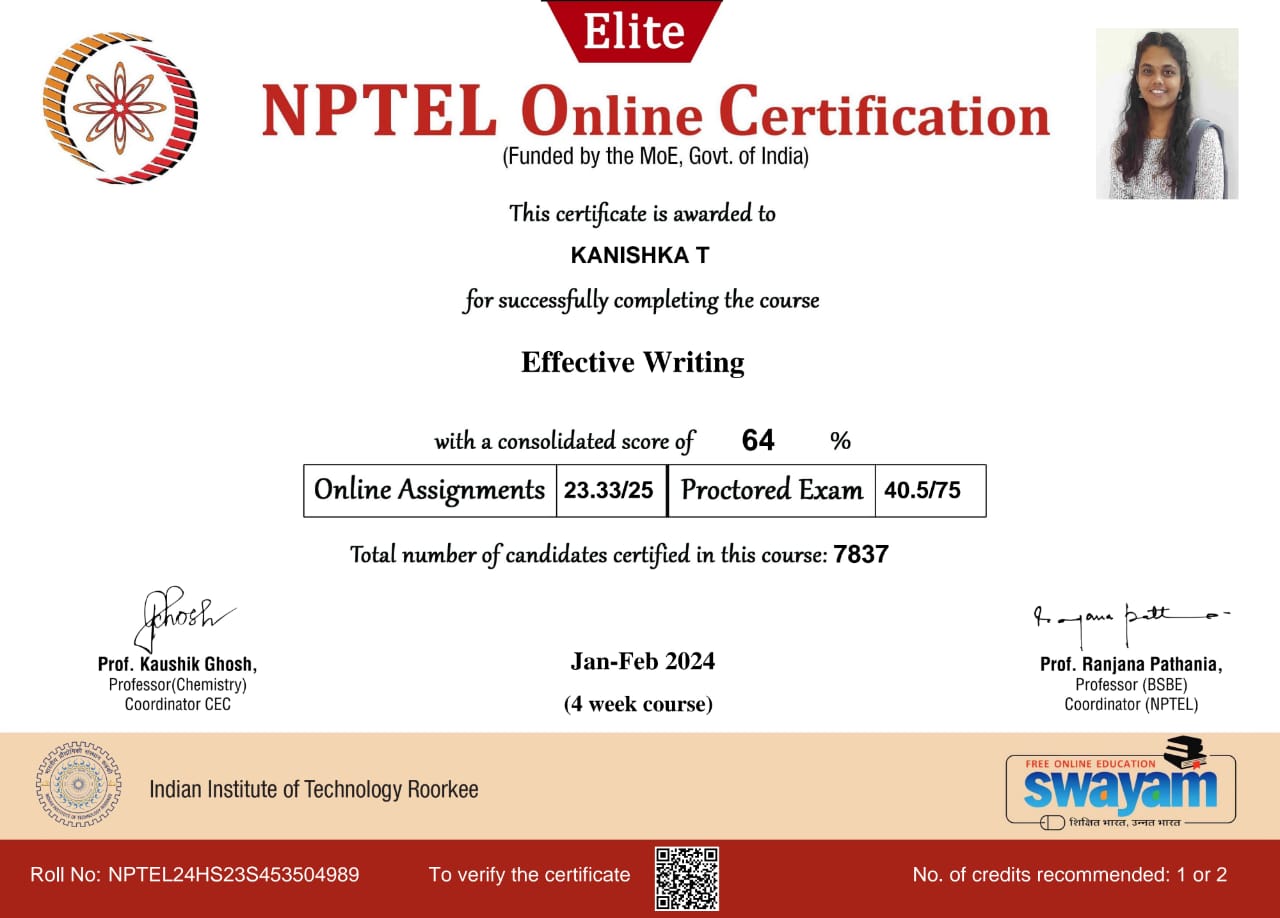 Elite
NPTEL Online Certification
(Funded by the MoE, Govt. of India)
This certificate is awarded to
KANISHKA T
for successfully completing the course
Effective Writing
with a consolidated score of 64 %
Online Assignments 23.33/25 Proctored Exam 40.5/75
Total number of candidates certified in this course: 7837
Prof. Kaushik Ghosh,
Professor(Chemistry)
Coordinator CEC
Jan-Feb 2024
(4 week course)
Prof. Ranjana Pathania,
Professor (BSBE)
Coordinator (NPTEL)
Indian Institute of Technology Roorkee
FREE ONLINE EDUCATION
swayam
शिक्षित भारत, उन्नत भारत
Roll No: NPTEL24HS23S453504989
To verify the certificate
No. of credits recommended: 1 or 2